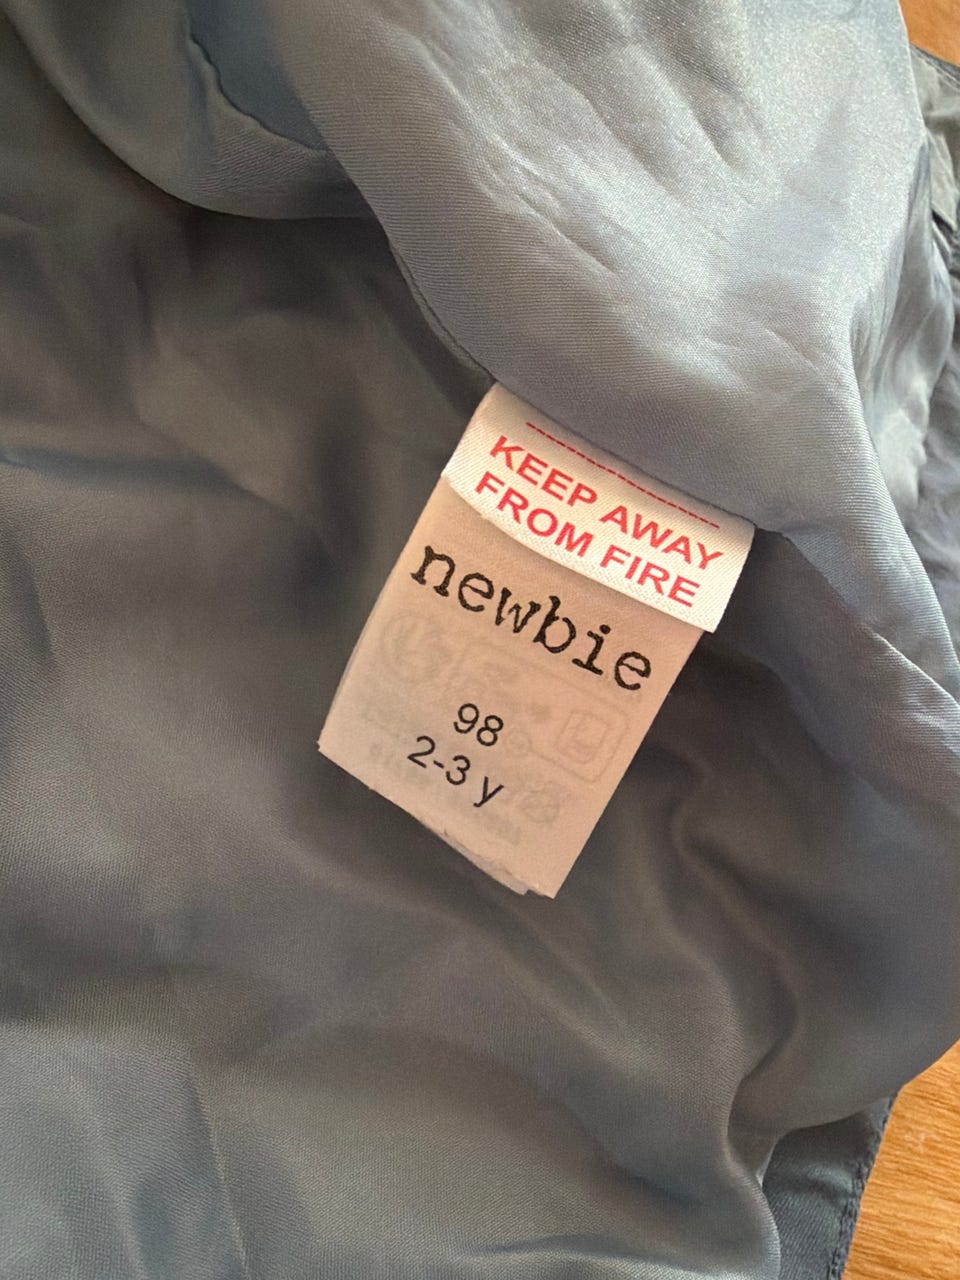 KEEP AWAY
FROM FIRE
newbie
98
2-3 y